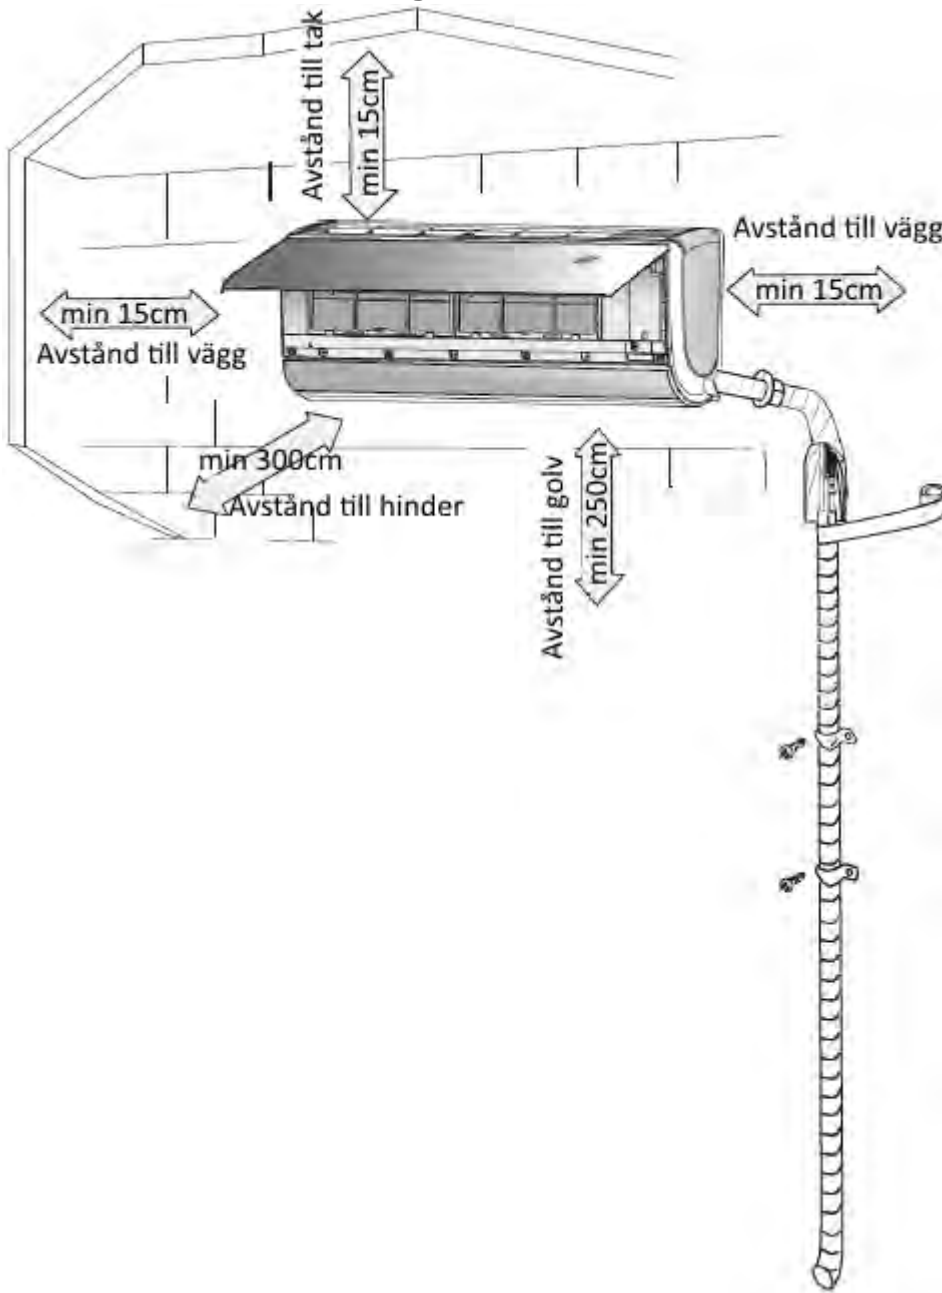 Avstånd till tak
min 15cm
Avstånd till vägg
min 15cm
min 15cm
Avstånd till vägg
min 300cm
Avstånd till hinder
Avstånd till golv
min 250cm